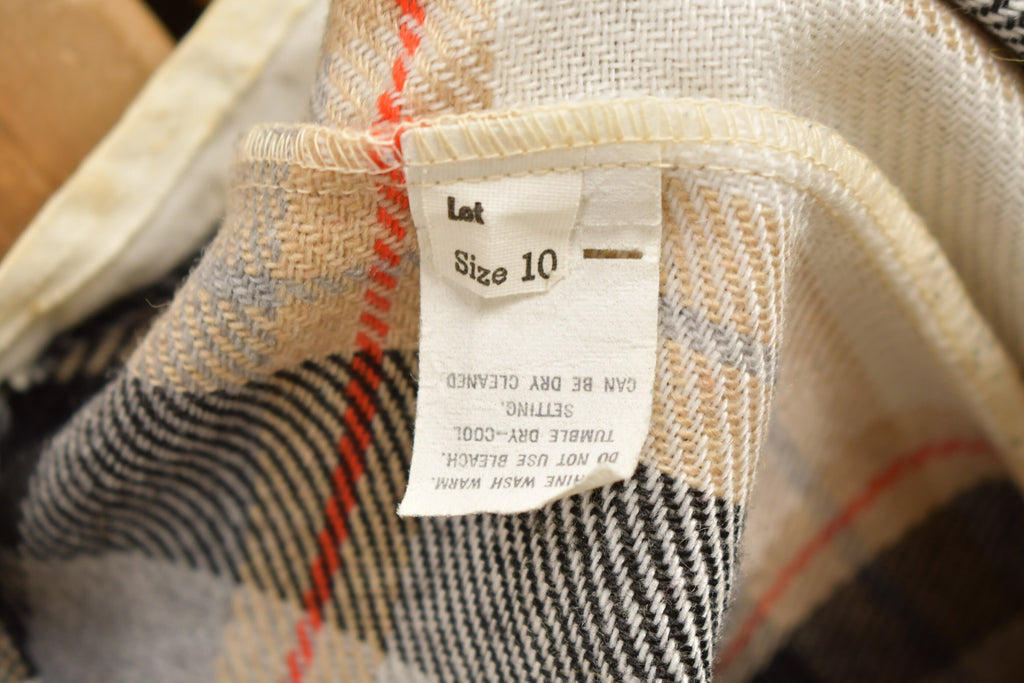 Lot
Size 10
WASH WARM.
DO NOT USE BLEACH.
TUMBLE DRY-COOL
SETTING.
CAN BE DRY CLEANED